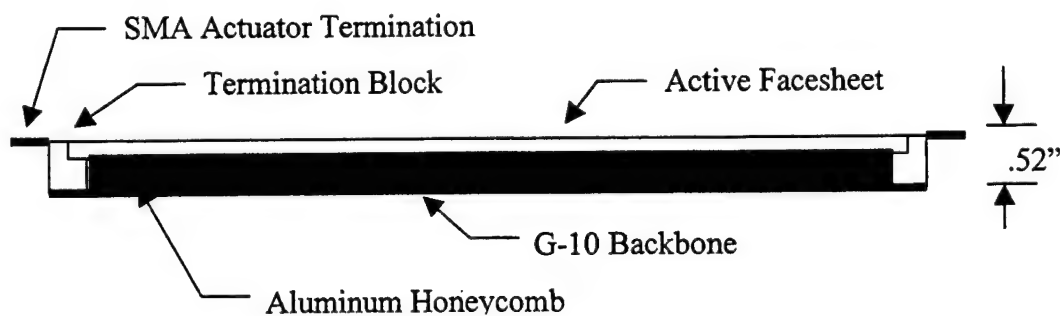 SMA Actuator Termination
Termination Block
Active Facesheet
.52”
G-10 Backbone
Aluminum Honeycomb